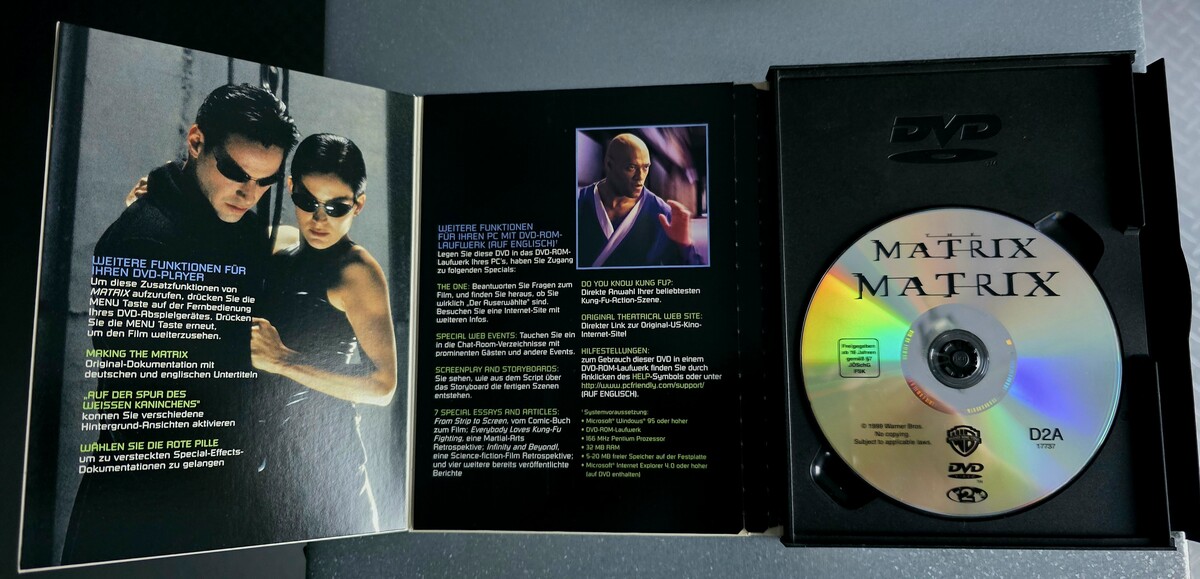 WEITERE FUNKTIONEN FÜR
IHREN DVD-PLAYER
Um diese Zusatzfunktionen von
MATRIX aufzurufen, drücken Sie die
MENU Taste auf der Fernbedienung
Ihres DVD-Abspielgerätes. Drücken
Sie die MENU Taste erneut,
um den Film weiterzusehen.
MAKING THE MATRIX
Original-Dokumentation mit
deutschen und englischen Untertiteln
„AUF DER SPUR DES
WEISSEN KANINCHENS"
können Sie verschiedene
Hintergrund-Ansichten aktivieren
WÄHLEN SIE DIE ROTE PILLE
um zu versteckten Special-Effects-
Dokumentationen zu gelangen
WEITERE FUNKTIONEN
FÜR IHREN PC MIT DVD-ROM-
LAUFWERK (AUF ENGLISCH)¹
Legen Sie diese DVD in das DVD-ROM-
Laufwerk Ihres PC's, haben Sie Zugang
zu folgenden Specials:
THE ONE: Beantworten Sie Fragen zum
Film, und finden Sie heraus, ob Sie
wirklich „Der Ruserwählte" sind.
Besuchen Sie eine Internet-Site mit
weiteren Infos.
SPECIAL WEB EVENTS: Tauchen Sie ein
in die Chat-Room-Verzeichnisse mit
prominenten Gästen und andere Events.
SCREENPLAY AND STORYBOARDS:
Sie sehen, wie aus dem Script über
das Storyboard die fertigen Szenen
entstehen.
7 SPECIAL ESSAYS AND ARTICLES:
From Strip to Screen, vom Comic-Buch
zum Film; Everybody Loves Kung-Fu
Fighting, eine Martial-Arts
Retrospektive; Infinity and Beyond!,
eine Science-fiction-Film Retrospektive;
und vier weitere bereits veröffentlichte
Berichte
DO YOU KNOW KUNG FU?:
Direkte Anwahl Ihrer beliebtesten
Kung-Fu-Action-Szene.
ORIGINAL THEATRICAL WEB SITE:
Direkter Link zur Original-US-Kino-
Internet-Site!
HILFESTELLUNGEN:
zum Gebrauch dieser DVD in einem
DVD-ROM-Laufwerk finden Sie durch
Anklicken des HELP-Symbols oder unter
http://www.pcfriendly.com/support/
(AUF ENGLISCH).
¹ Systemvoraussetzung:
• Microsoft® Windows® 95 oder hoher
• DVD-ROM-Laufwerk
• 166 MHz Pentium Prozessor
• 32 MB RAM
• 5-20 MB freier Speicher auf der Festplatte
• Microsoft® Internet Explorer 4.0 oder hoher
(auf DVD enthalten)
DVD
THE
MATRIX
MATRIX
Freigegeben
ab 16 Jahren
gemäß §7
JÖSchG
FSK
© 1999 Warner Bros.
No copying.
Subject to applicable laws.
D2A
17737
DVD
2